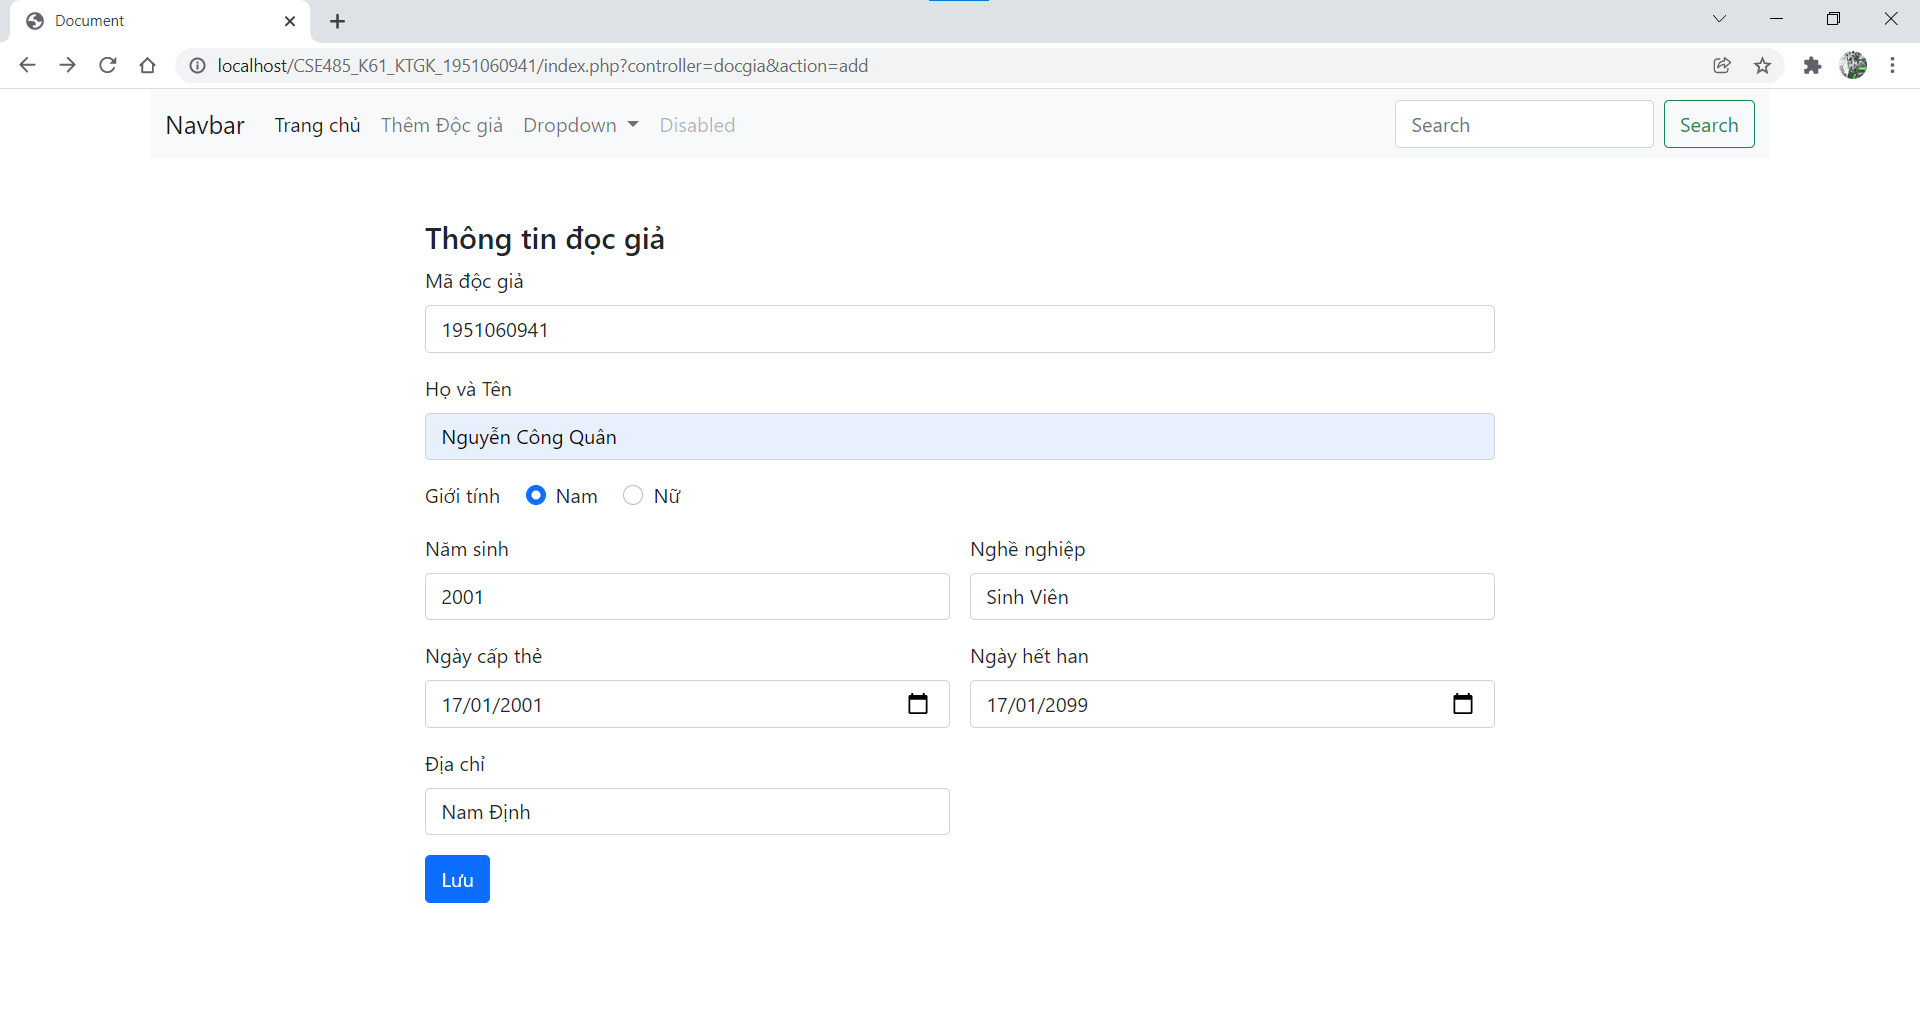 Document
localhost/CSE485_K61_KTGK_1951060941/index.php?controller=docgia&action=add
Navbar Trang chủ Thêm Độc giả Dropdown Disabled Search Search
Thông tin đọc giả
Mã độc giả
1951060941
Họ và Tên
Nguyễn Công Quân
Giới tính Nam Nữ
Năm sinh Nghề nghiệp
2001 Sinh Viên
Ngày cấp thẻ Ngày hết han
17/01/2001 17/01/2099
Địa chỉ
Nam Định
Lưu